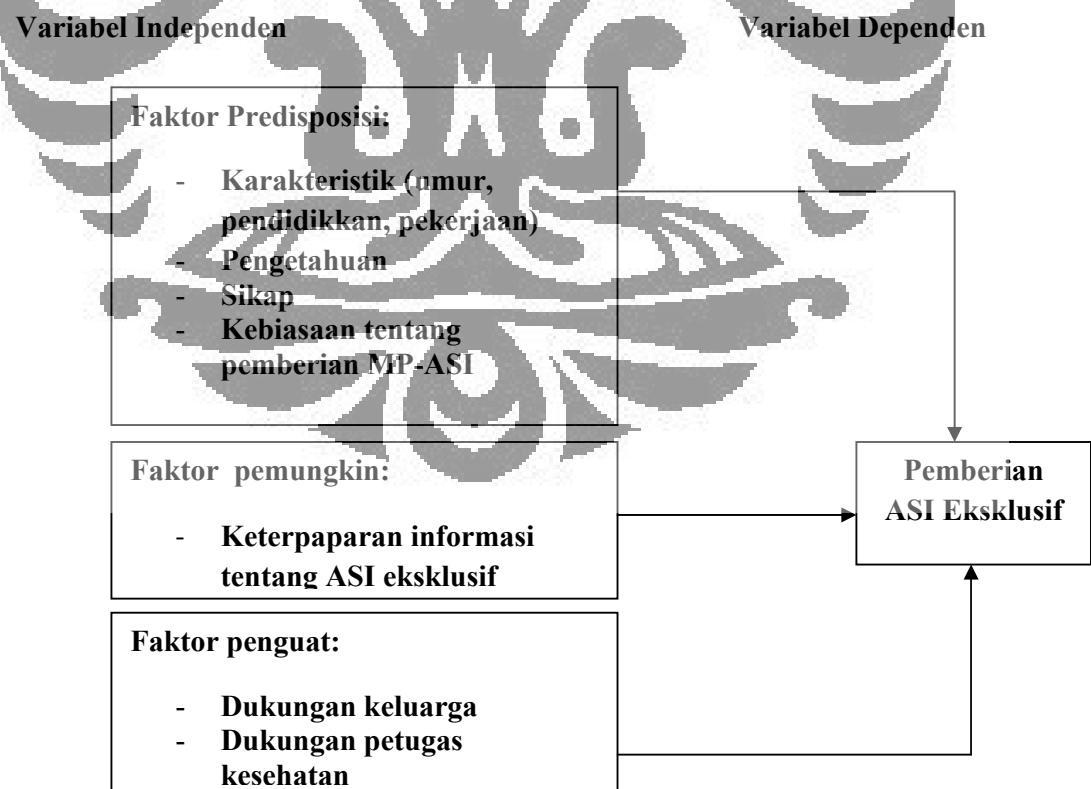 Variabel Independen
Variabel Dependen
Faktor Predisposisi:
- Karakteristik (umur,
pendidikkan, pekerjaan)
- Pengetahuan
- Sikap
- Kebiasaan tentang
pemberian MP-ASI
Faktor pemungkin:
- Keterpaparan informasi
tentang ASI eksklusif
Faktor penguat:
- Dukungan keluarga
- Dukungan petugas
kesehatan
Pemberian
ASI Eksklusif